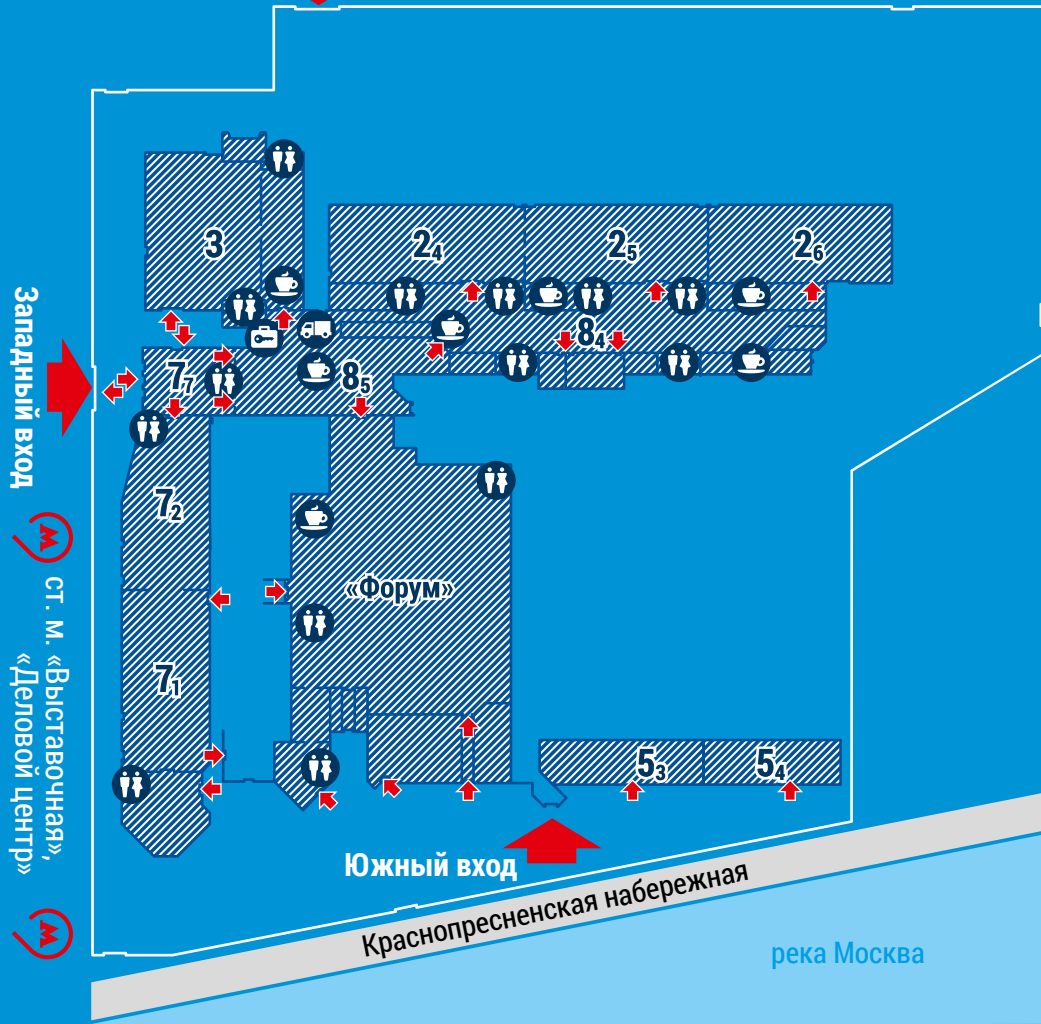 3
2₄
2₅
2₆
8₄
7₇
8₅
Западный вход
7₂
«Форум»
ст. м. «Выставочная»,
«Деловой центр»
7₁
5₃
5₄
Южный вход
Краснопресненская набережная
река Москва